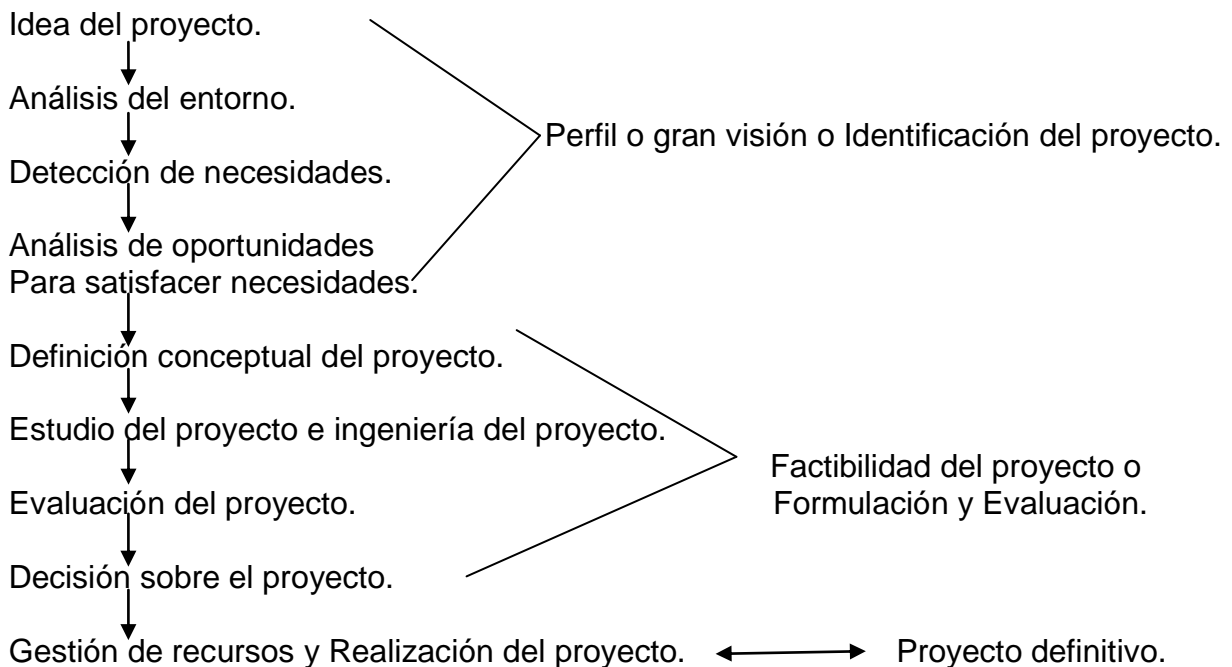 Idea del proyecto.
Análisis del entorno.
Perfil o gran visión o Identificación del proyecto.
Detección de necesidades.
Análisis de oportunidades
Para satisfacer necesidades.
Definición conceptual del proyecto.
Estudio del proyecto e ingeniería del proyecto.
Factibilidad del proyecto o
Formulación y Evaluación.
Evaluación del proyecto.
Decisión sobre el proyecto.
Gestión de recursos y Realización del proyecto.
Proyecto definitivo.